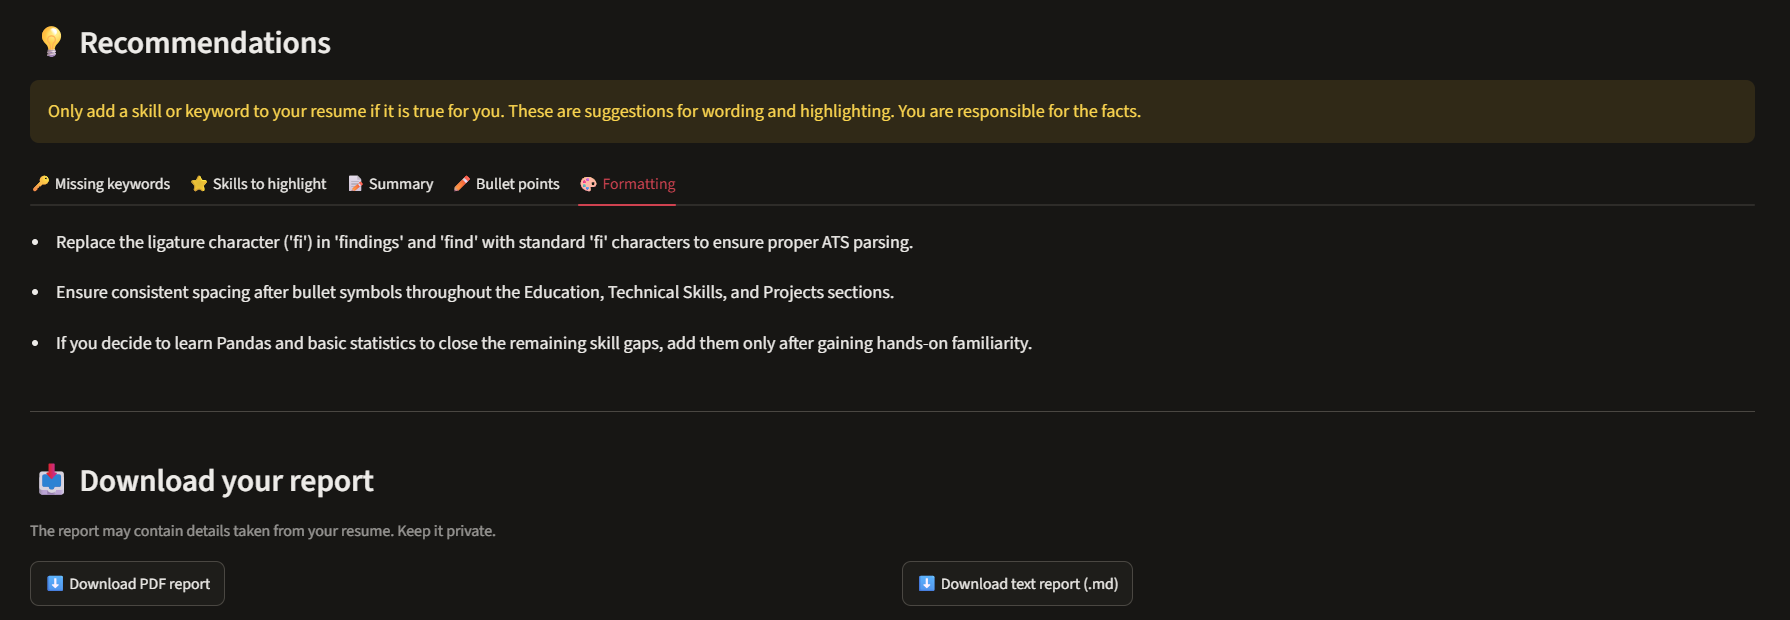 Recommendations
Only add a skill or keyword to your resume if it is true for you. These are suggestions for wording and highlighting. You are responsible for the facts.
Missing keywords Skills to highlight Summary Bullet points Formatting
• Replace the ligature character ('fi') in 'findings' and 'find' with standard 'fi' characters to ensure proper ATS parsing.
• Ensure consistent spacing after bullet symbols throughout the Education, Technical Skills, and Projects sections.
• If you decide to learn Pandas and basic statistics to close the remaining skill gaps, add them only after gaining hands-on familiarity.
Download your report
The report may contain details taken from your resume. Keep it private.
Download PDF report Download text report (.md)